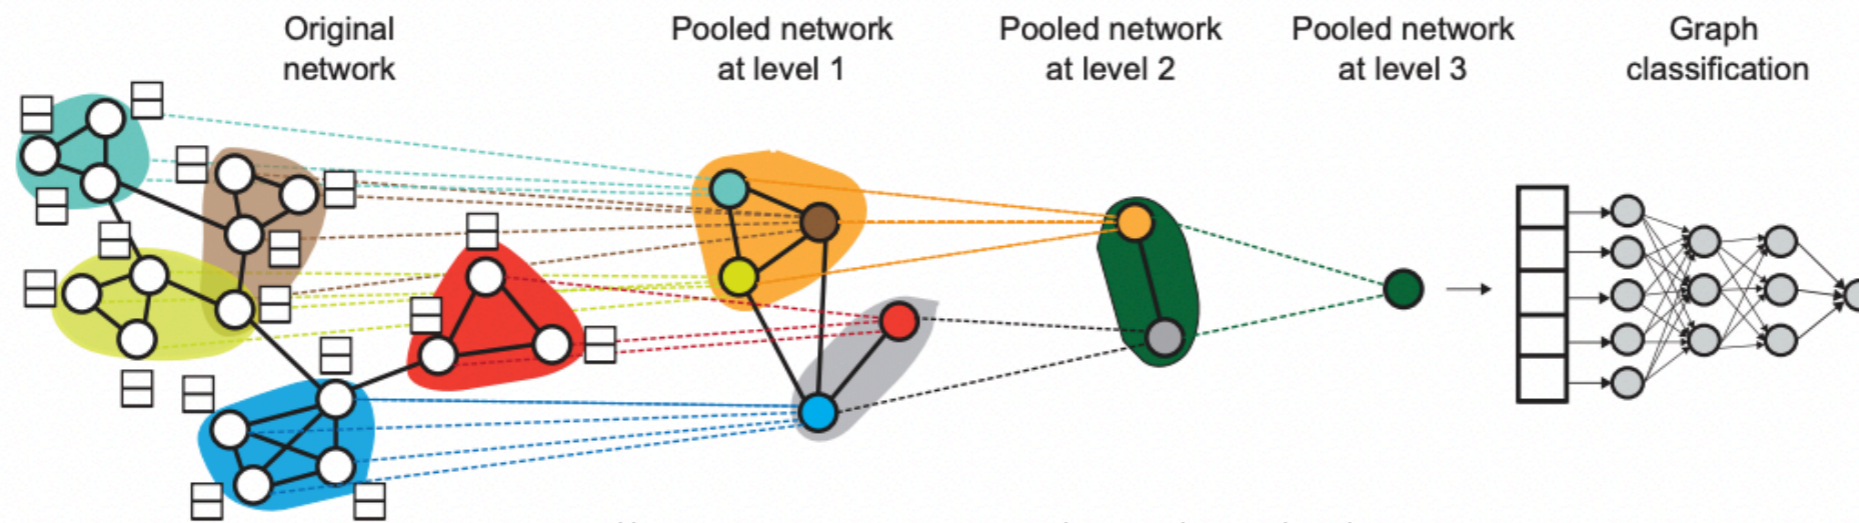 Original
network
Pooled network
at level 1
Pooled network
at level 2
Pooled network
at level 3
Graph
classification